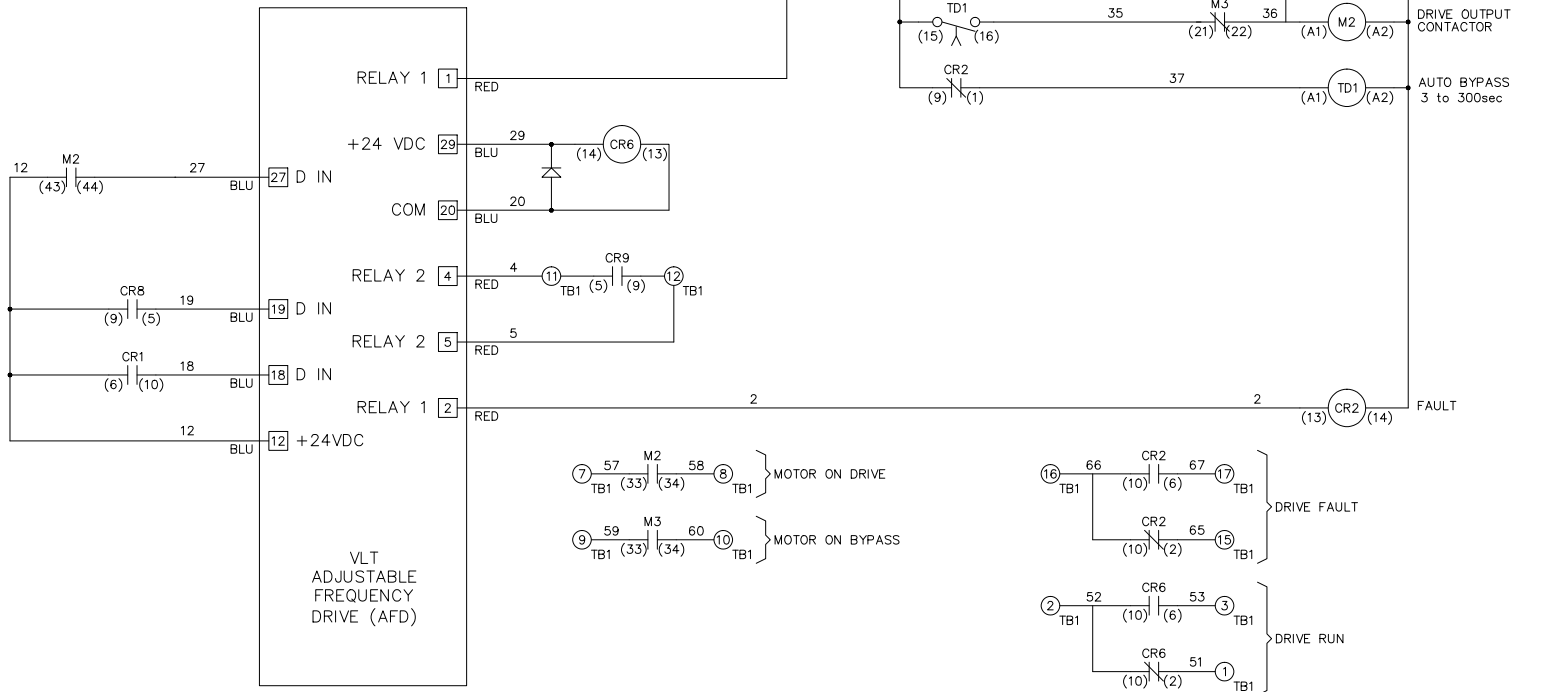 TD1
(15) (16)
35
M3
(21) (22)
36
(A1) M2 (A2)
DRIVE OUTPUT
CONTACTOR
RELAY 1 1
RED
CR2
(9) (1)
37
(A1) TD1 (A2)
AUTO BYPASS
3 to 300sec
+24 VDC 29
29
BLU
(14) CR6 (13)
12
M2
(43) (44)
27
BLU
27 D IN
COM 20
20
BLU
RELAY 2 4
4
RED
11
TB1
CR9
(5) (9)
12
TB1
CR8
(9) (5)
19
BLU
19 D IN
RELAY 2 5
5
RED
CR1
(6) (10)
18
BLU
18 D IN
RELAY 1 2
RED
2
2
(13) CR2 (14)
FAULT
12
BLU
12 +24VDC
7
TB1
57
M2
(33) (34)
58
8
TB1
MOTOR ON DRIVE
9
TB1
59
M3
(33) (34)
60
10
TB1
MOTOR ON BYPASS
16
TB1
66
CR2
(10) (6)
67
17
TB1
CR2
(10) (2)
65
15
TB1
DRIVE FAULT
2
TB1
52
CR6
(10) (6)
53
3
TB1
CR6
(10) (2)
51
1
TB1
DRIVE RUN
VLT
ADJUSTABLE
FREQUENCY
DRIVE (AFD)